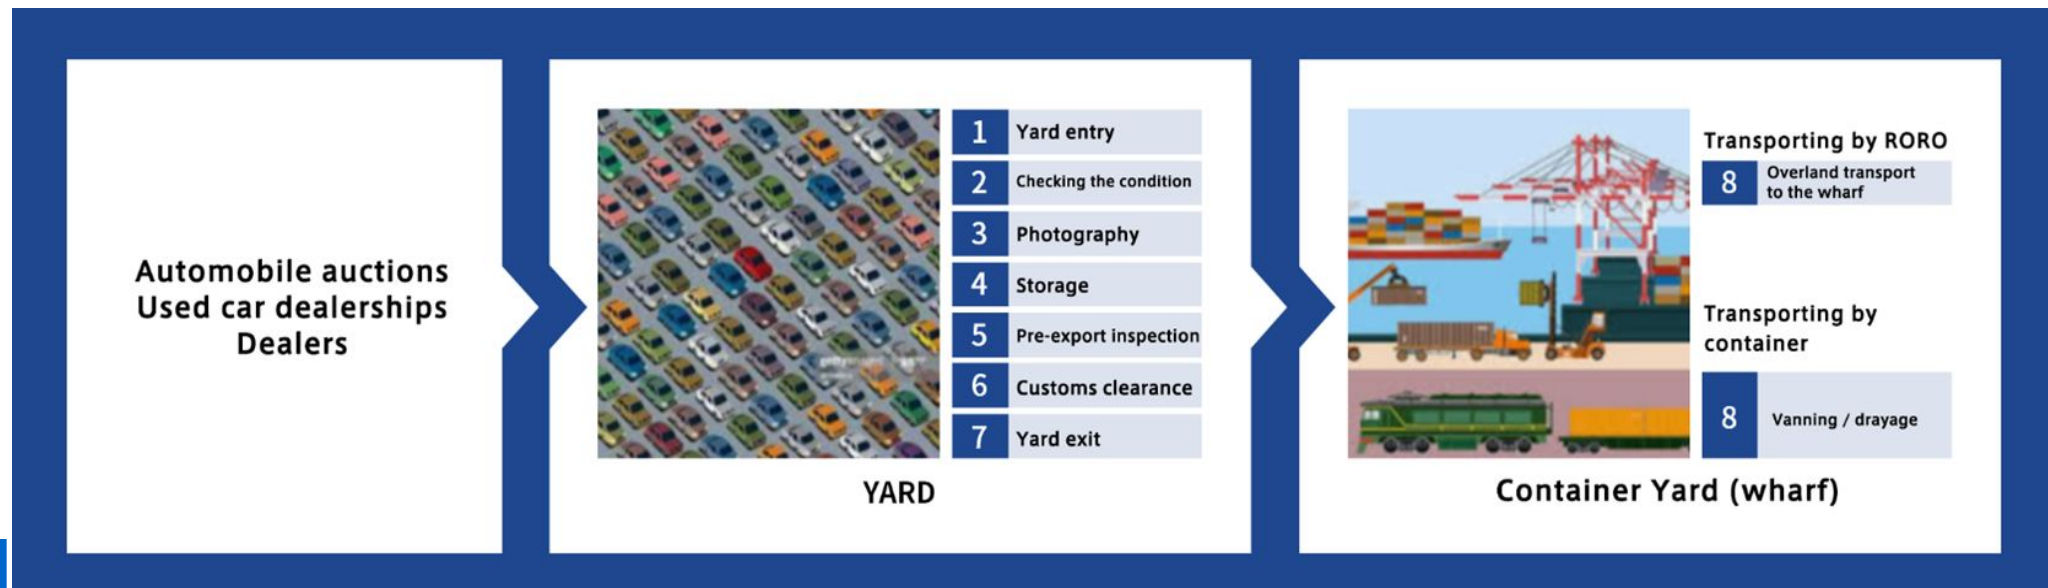 Automobile auctions
Used car dealerships
Dealers
1 Yard entry
2 Checking the condition
3 Photography
4 Storage
5 Pre-export inspection
6 Customs clearance
7 Yard exit
YARD
Transporting by RORO
8 Overland transport
to the wharf
Transporting by
container
8 Vanning / drayage
Container Yard (wharf)